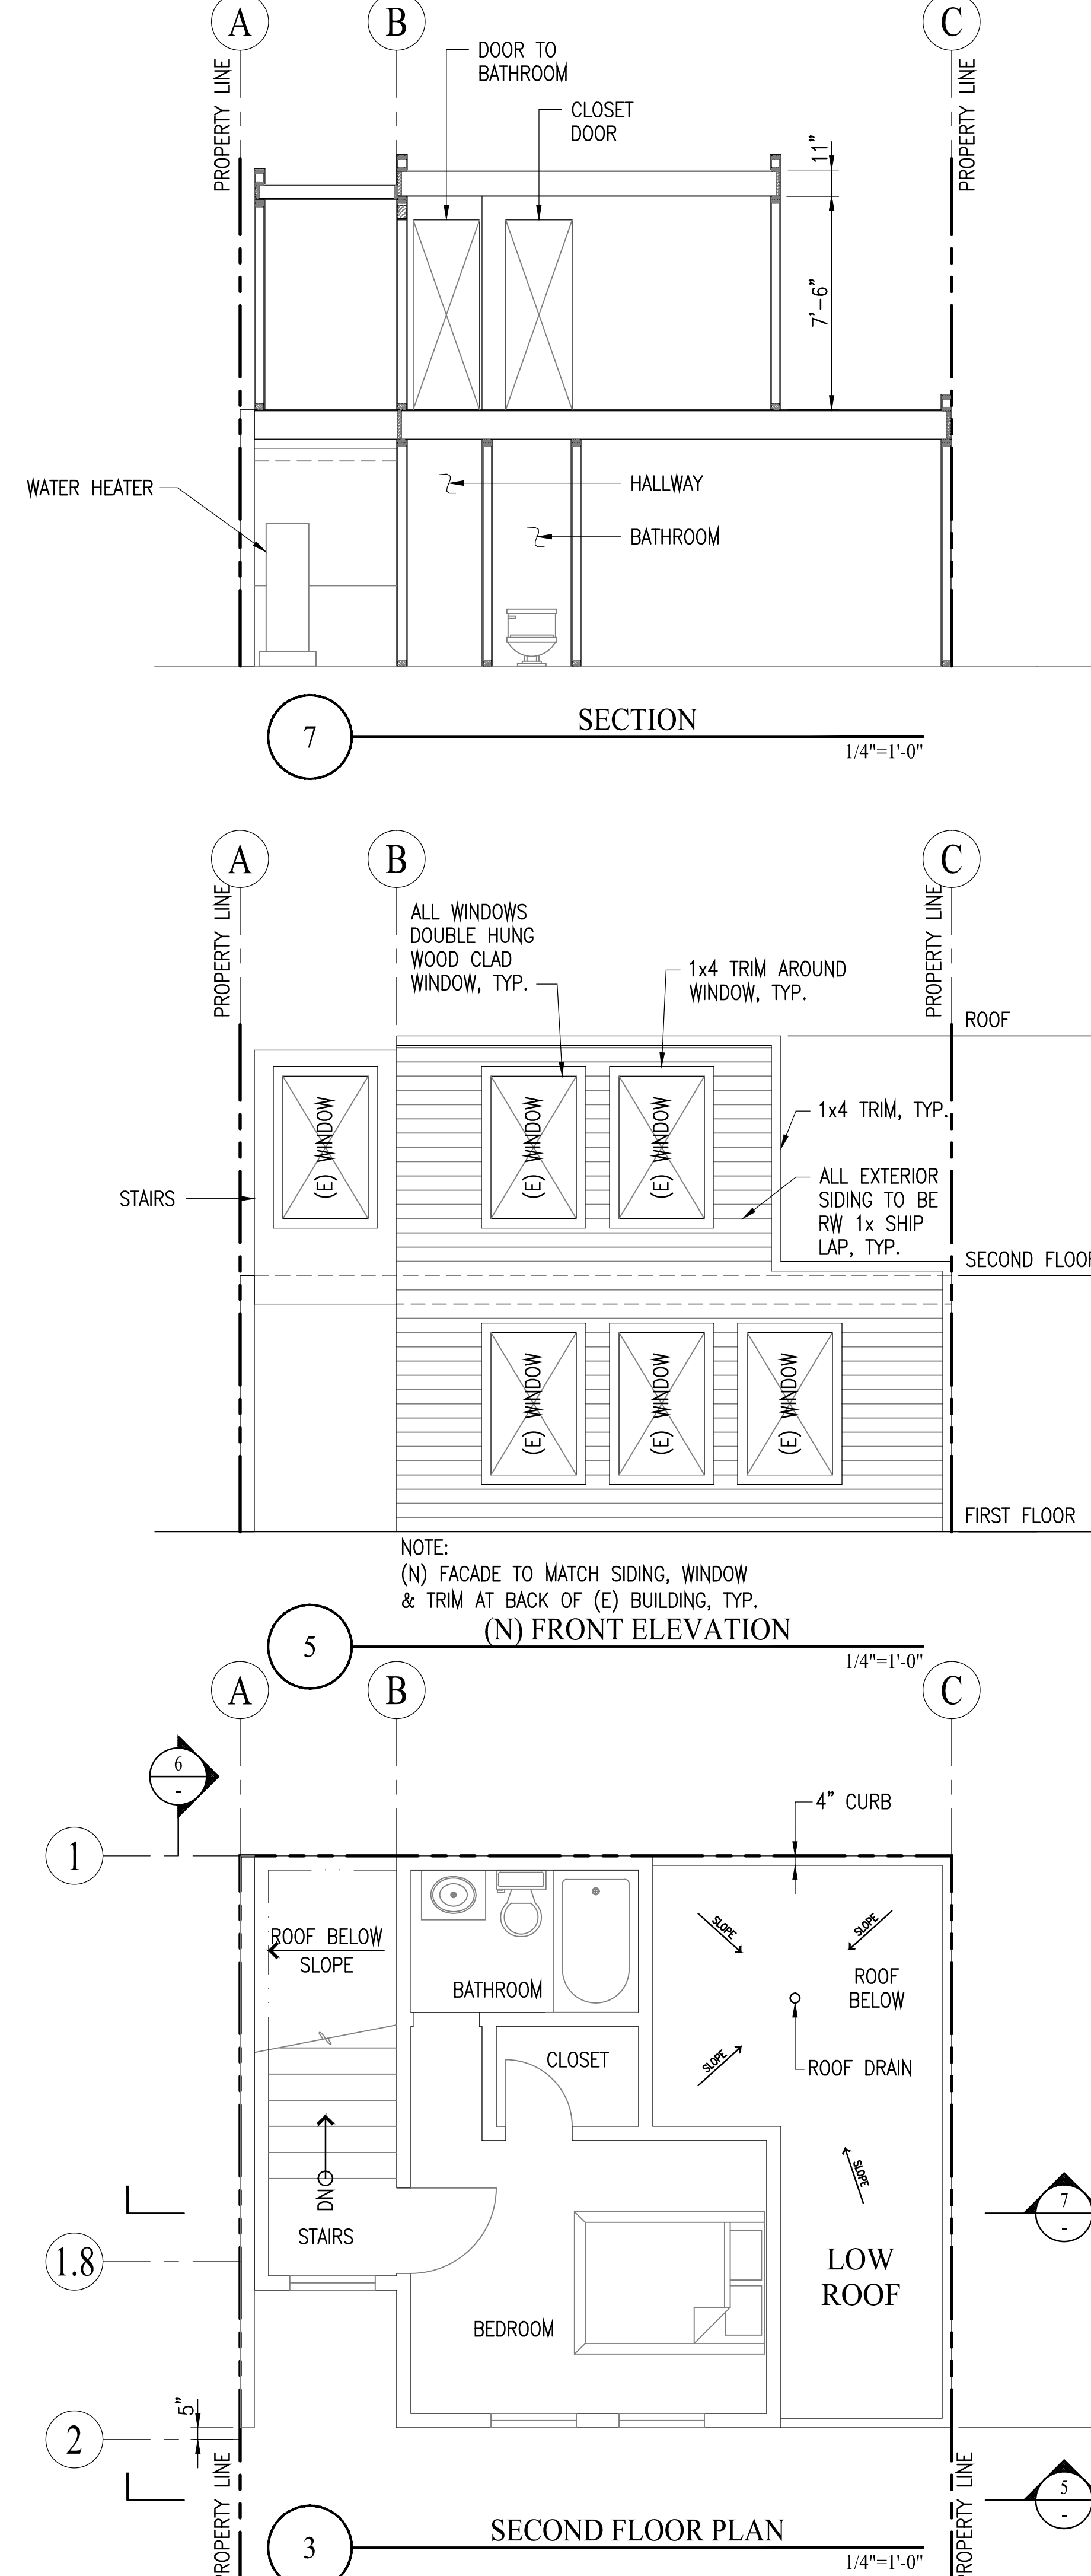 A
B
C
PROPERTY LINE
PROPERTY LINE
DOOR TO
BATHROOM
CLOSET
DOOR
11"
7'-6"
WATER HEATER
HALLWAY
BATHROOM
7
SECTION
1/4"=1'-0"
A
B
C
PROPERTY LINE
PROPERTY LINE
ALL WINDOWS
DOUBLE HUNG
WOOD CLAD
WINDOW, TYP.
1x4 TRIM AROUND
WINDOW, TYP.
ROOF
(E) WINDOW
(E) WINDOW
(E) WINDOW
1x4 TRIM, TYP.
STAIRS
ALL EXTERIOR
SIDING TO BE
RW 1x SHIP
LAP, TYP.
SECOND FLOOR
(E) WINDOW
(E) WINDOW
(E) WINDOW
FIRST FLOOR
NOTE:
(N) FACADE TO MATCH SIDING, WINDOW
& TRIM AT BACK OF (E) BUILDING, TYP.
5
(N) FRONT ELEVATION
1/4"=1'-0"
A
B
C
6
-
4" CURB
1
ROOF BELOW
SLOPE
SLOPE
SLOPE
BATHROOM
ROOF
BELOW
CLOSET
SLOPE
ROOF DRAIN
SLOPE
DN
STAIRS
7
-
1.8
LOW
ROOF
BEDROOM
5"
2
PROPERTY LINE
PROPERTY LINE
5
-
3
SECOND FLOOR PLAN
1/4"=1'-0"